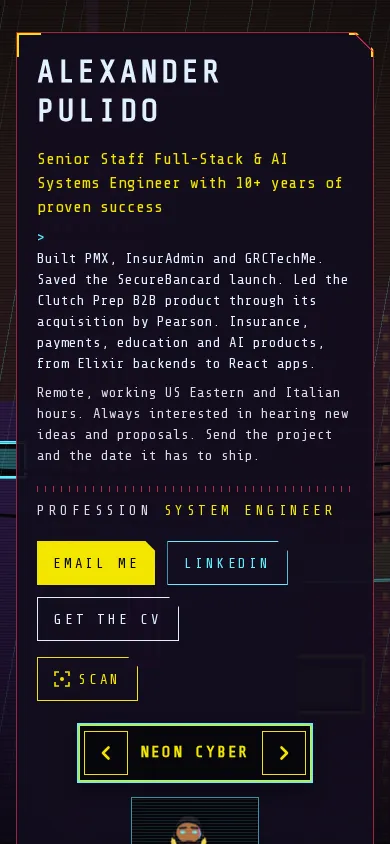 ALEXANDER
PULIDO
Senior Staff Full-Stack & AI
Systems Engineer with 10+ years of
proven success
>
Built PMX, InsurAdmin and GRCTechMe.
Saved the SecureBancard launch. Led the
Clutch Prep B2B product through its
acquisition by Pearson. Insurance,
payments, education and AI products,
from Elixir backends to React apps.
Remote, working US Eastern and Italian
hours. Always interested in hearing new
ideas and proposals. Send the project
and the date it has to ship.
PROFESSION SYSTEM ENGINEER
EMAIL ME LINKEDIN
GET THE CV
SCAN
NEON CYBER